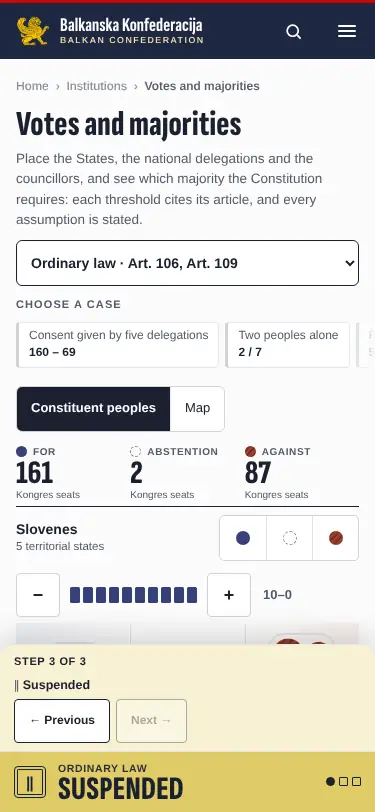 Balkanska Konfederacija
BALKAN CONFEDERATION
Home › Institutions › Votes and majorities
Votes and majorities
Place the States, the national delegations and the
councillors, and see which majority the Constitution
requires: each threshold cites its article, and every
assumption is stated.
Ordinary law · Art. 106, Art. 109
CHOOSE A CASE
Consent given by five delegations
160 – 69
Two peoples alone
2 / 7
Constituent peoples
Map
FOR
161
Kongres seats
ABSTENTION
2
Kongres seats
AGAINST
87
Kongres seats
Slovenes
5 territorial states
−
+
10–0
STEP 3 OF 3
|| Suspended
← Previous
Next →
||
ORDINARY LAW
SUSPENDED